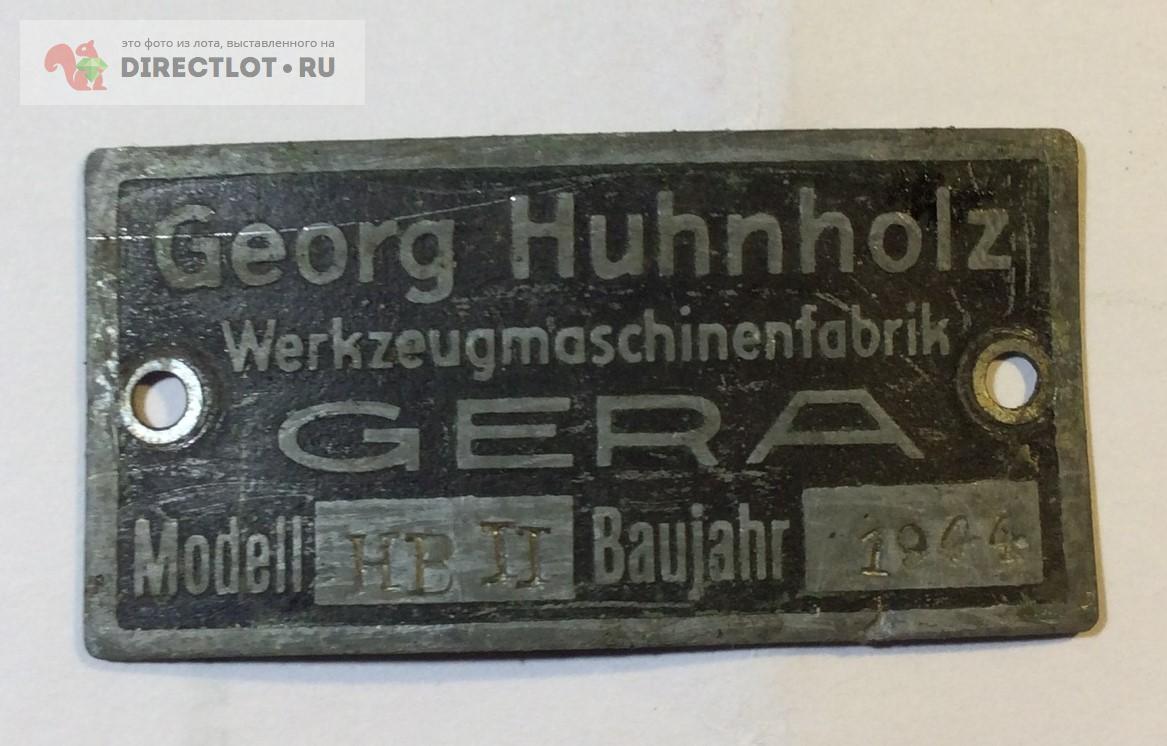 это фото из лота, выставленного на
DIRECTLOT•RU
Georg Huhnholz
Werkzeugmaschinenfabrik
GERA
Modell HB II Baujahr 1944